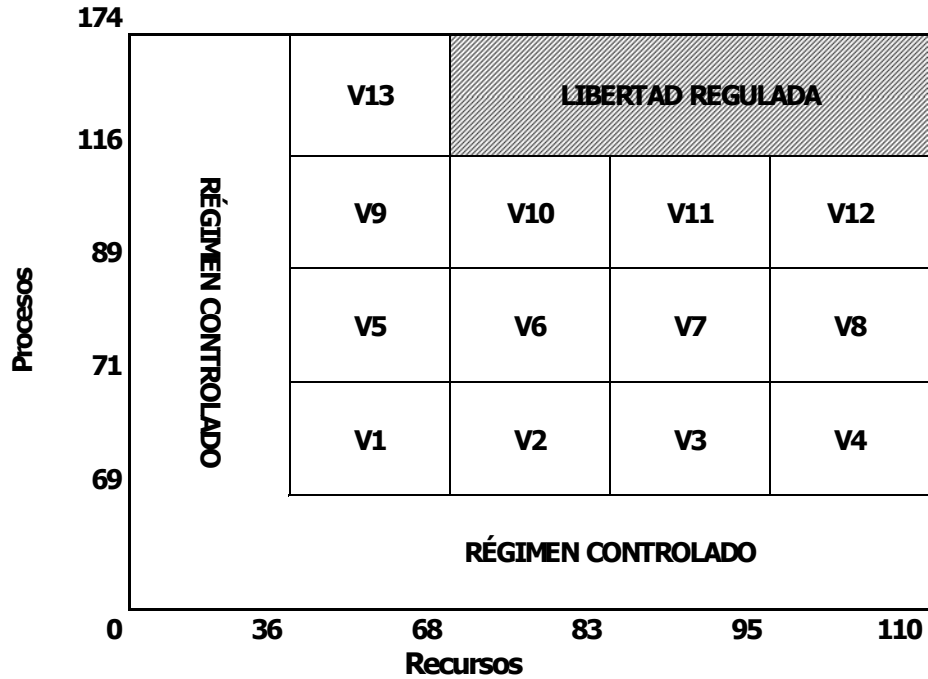 174
V13 LIBERTAD REGULADA
116
V9 V10 V11 V12
RÉGIMEN CONTROLADO
89
Procesos
V5 V6 V7 V8
71
V1 V2 V3 V4
69
RÉGIMEN CONTROLADO
0 36 68 83 95 110
Recursos